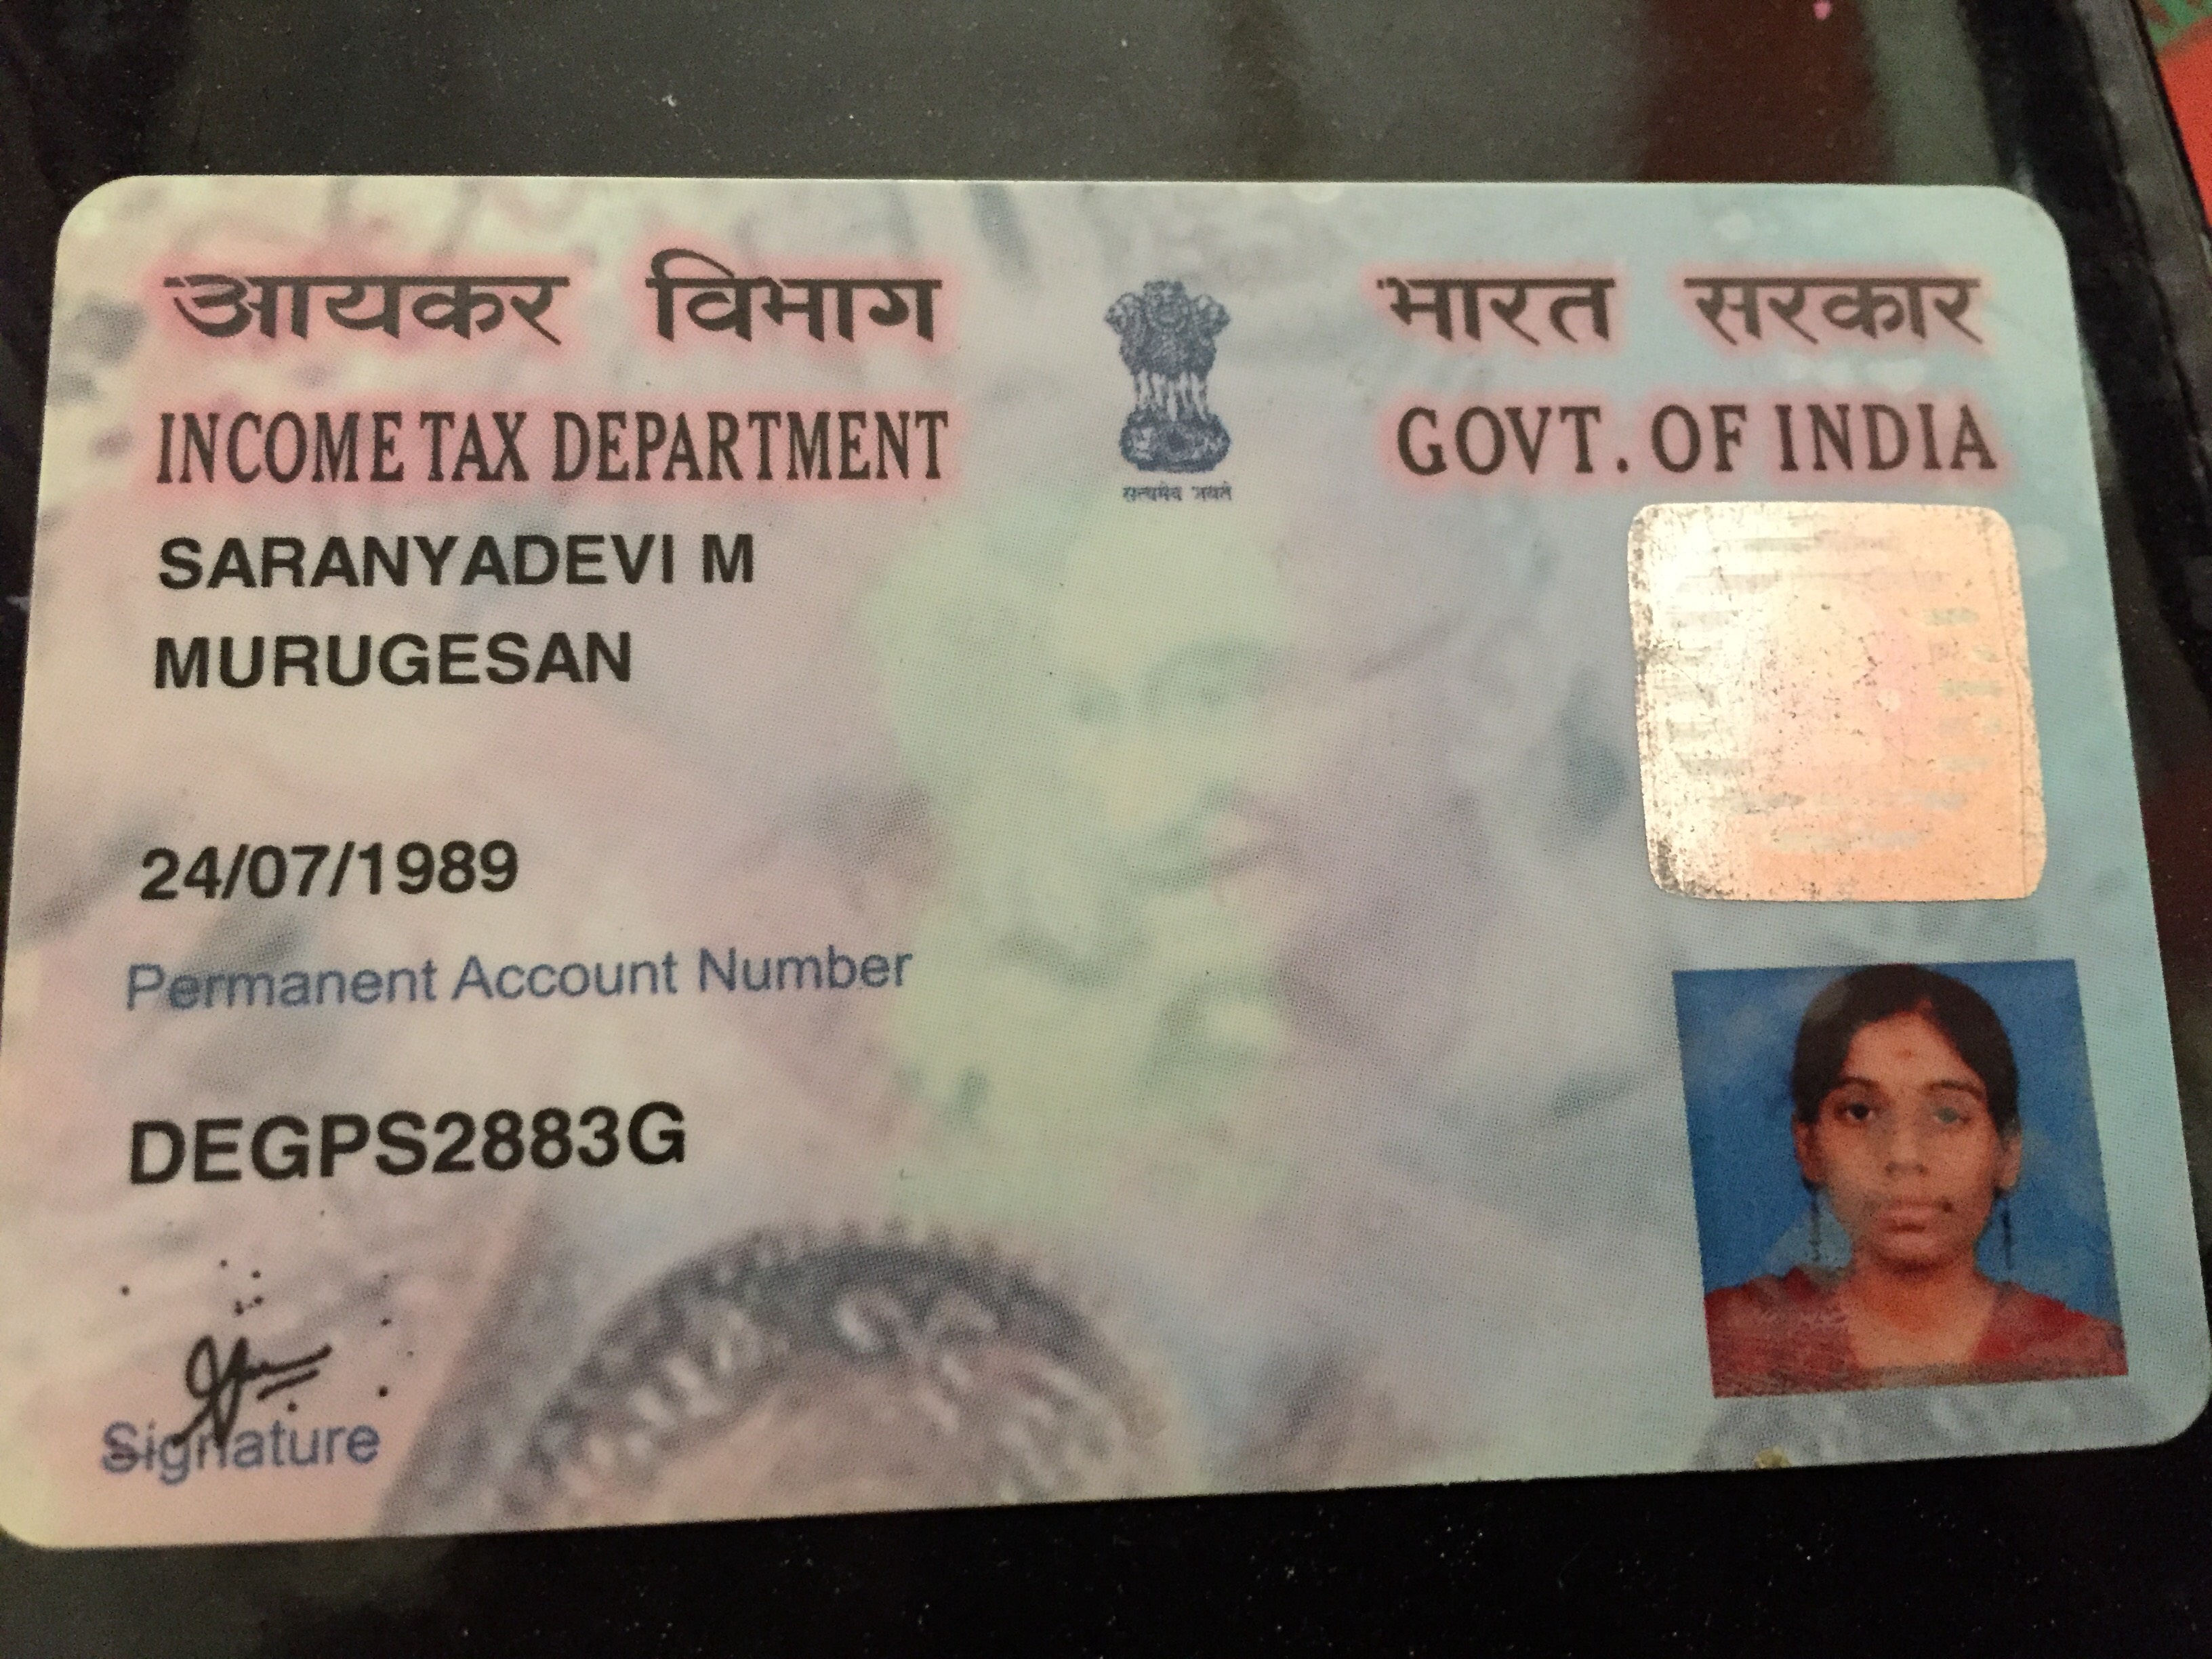 आयकर विभाग
INCOME TAX DEPARTMENT
भारत सरकार
GOVT. OF INDIA
सत्यमेव जयते
SARANYADEVI M
MURUGESAN
24/07/1989
Permanent Account Number
DEGPS2883G
Signature